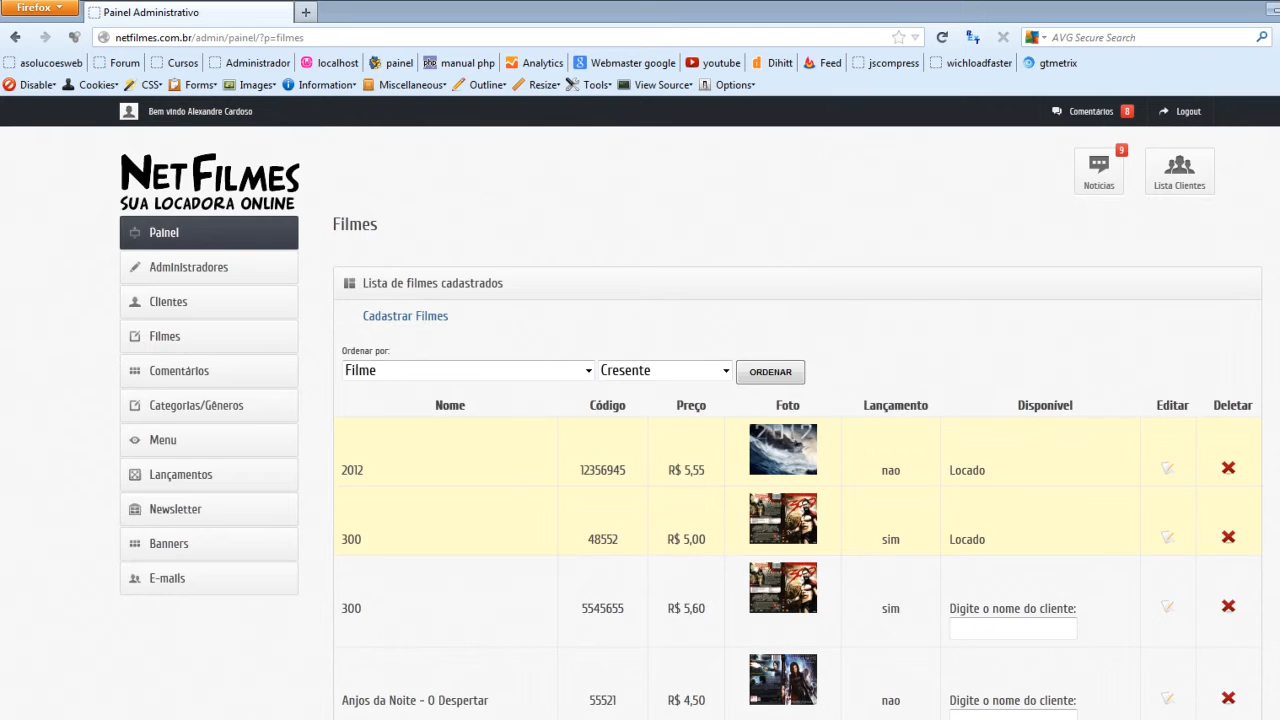 Firefox
Painel Administrativo
netfilmes.com.br/admin/painel/?p=filmes
AVG Secure Search
asolucoesweb Forum Cursos Administrador localhost painel manual php Analytics Webmaster google youtube Dihitt Feed jscompress wichloadfaster gtmetrix
Disable Cookies CSS Forms Images Information Miscellaneous Outline Resize Tools View Source Options
Bem vindo Alexandre Cardoso
Comentários 8 Logout
NETFILMES
SUA LOCADORA ONLINE
9
Notícias
Lista Clientes
Painel
Administradores
Clientes
Filmes
Comentários
Categorias/Gêneros
Menu
Lançamentos
Newsletter
Banners
E-mails
Filmes
Lista de filmes cadastrados
Cadastrar Filmes
Ordenar por:
Filme Cresente ORDENAR
Nome Código Preço Foto Lançamento Disponível Editar Deletar
2012
2012 12356945 R$ 5,55 nao Locado
300 48552 R$ 5,00 sim Locado
300 5545655 R$ 5,60 sim Digite o nome do cliente:
Anjos da Noite - O Despertar 55521 R$ 4,50 nao Digite o nome do cliente: